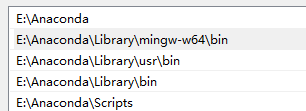 E:\Anaconda
E:\Anaconda\Library\mingw-w64\bin
E:\Anaconda\Library\usr\bin
E:\Anaconda\Library\bin
E:\Anaconda\Scripts